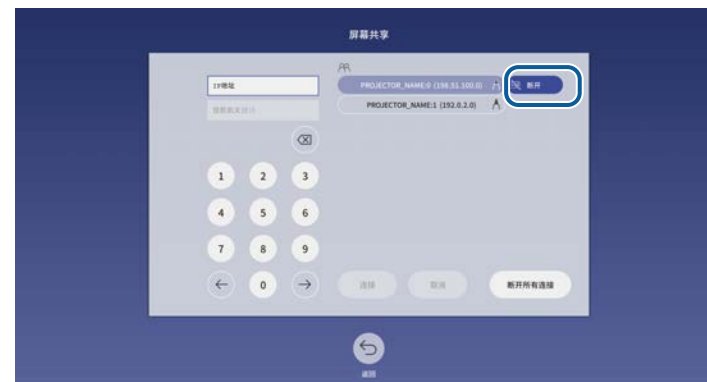 屏幕共享
IP地址
PROJECTOR_NAME:0 (156.51.100.0)
断开
PROJECTOR_NAME:1 (192.0.2.0)
1 2 3
4 5 6
7 8 9
← 0 →
连接
取消
断开所有连接
返回